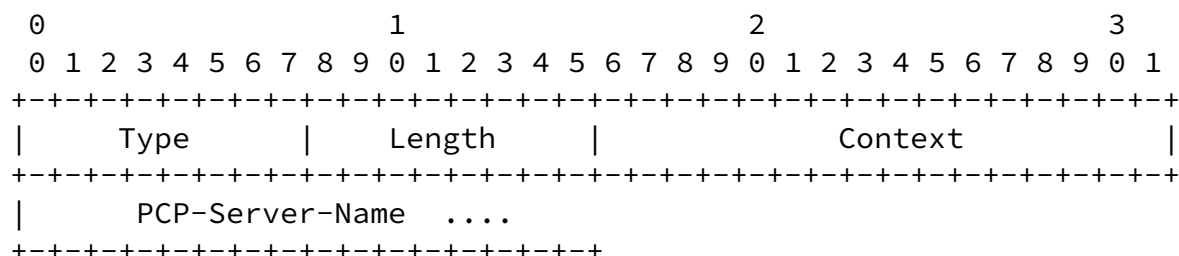 0                   1                   2                   3
 0 1 2 3 4 5 6 7 8 9 0 1 2 3 4 5 6 7 8 9 0 1 2 3 4 5 6 7 8 9 0 1
+-+-+-+-+-+-+-+-+-+-+-+-+-+-+-+-+-+-+-+-+-+-+-+-+-+-+-+-+-+-+-+-+
|     Type      |    Length     |             Context           |
+-+-+-+-+-+-+-+-+-+-+-+-+-+-+-+-+-+-+-+-+-+-+-+-+-+-+-+-+-+-+-+-+
|      PCP-Server-Name  ....
+-+-+-+-+-+-+-+-+-+-+-+-+-+-+-+-+